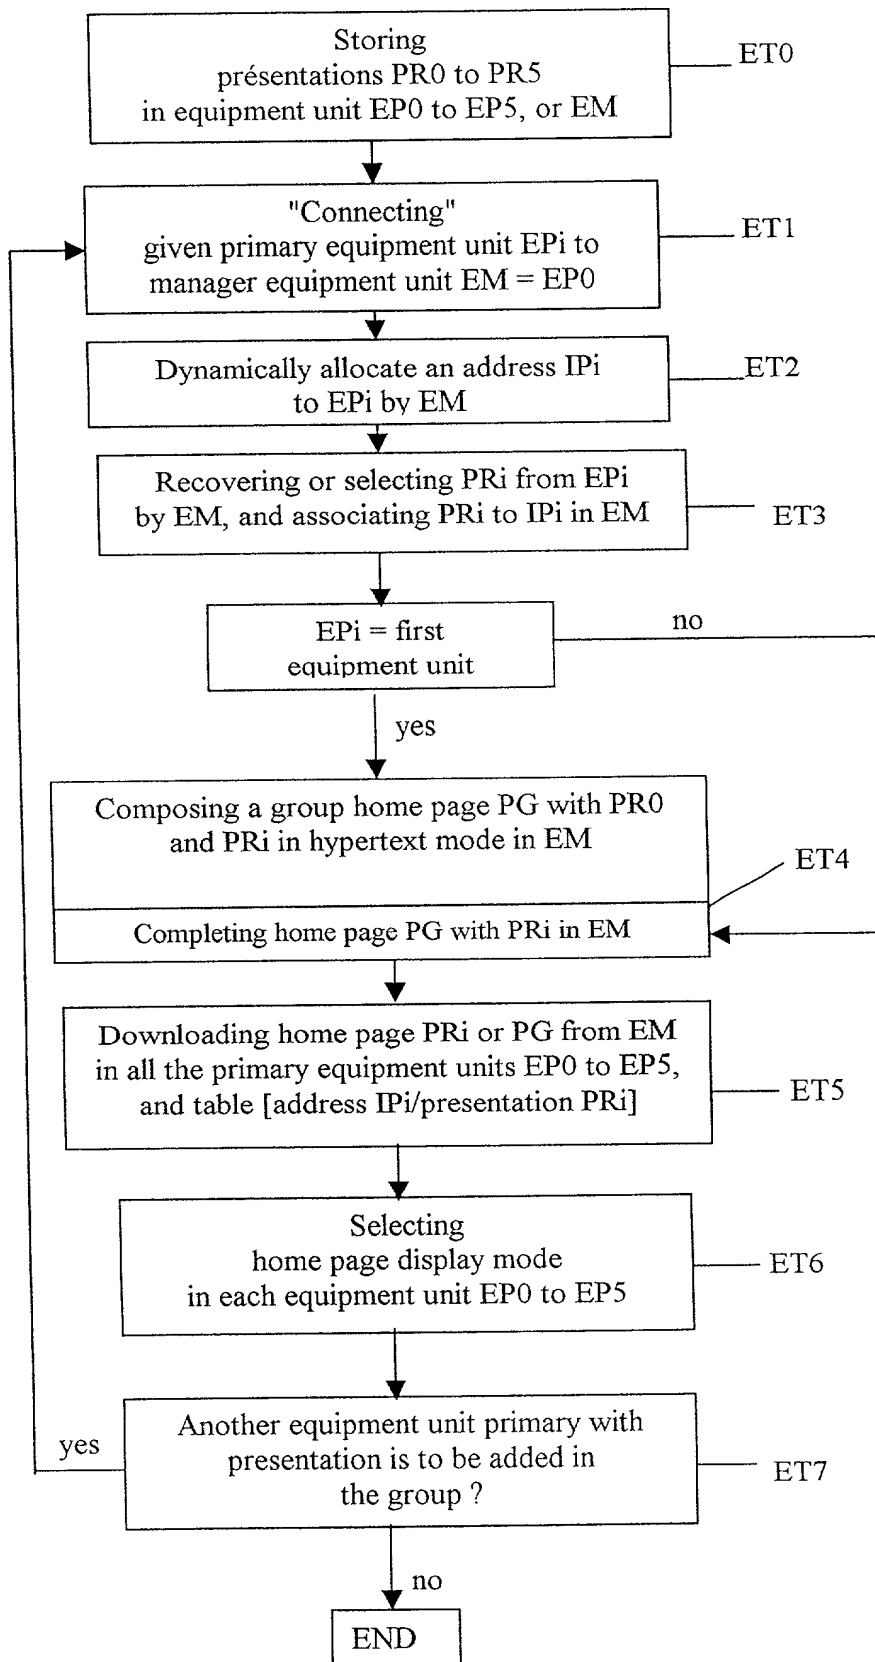 Storing
présentations PR0 to PR5
in equipment unit EP0 to EP5, or EM
ET0
"Connecting"
given primary equipment unit EPi to
manager equipment unit EM = EP0
ET1
Dynamically allocate an address IPi
to EPi by EM
ET2
Recovering or selecting PRi from EPi
by EM, and associating PRi to IPi in EM
ET3
EPi = first
equipment unit
no
yes
Composing a group home page PG with PR0
and PRi in hypertext mode in EM
ET4
Completing home page PG with PRi in EM
Downloading home page PRi or PG from EM
in all the primary equipment units EP0 to EP5,
and table [address IPi/presentation PRi]
ET5
Selecting
home page display mode
in each equipment unit EP0 to EP5
ET6
Another equipment unit primary with
presentation is to be added in
the group ?
yes
ET7
no
END